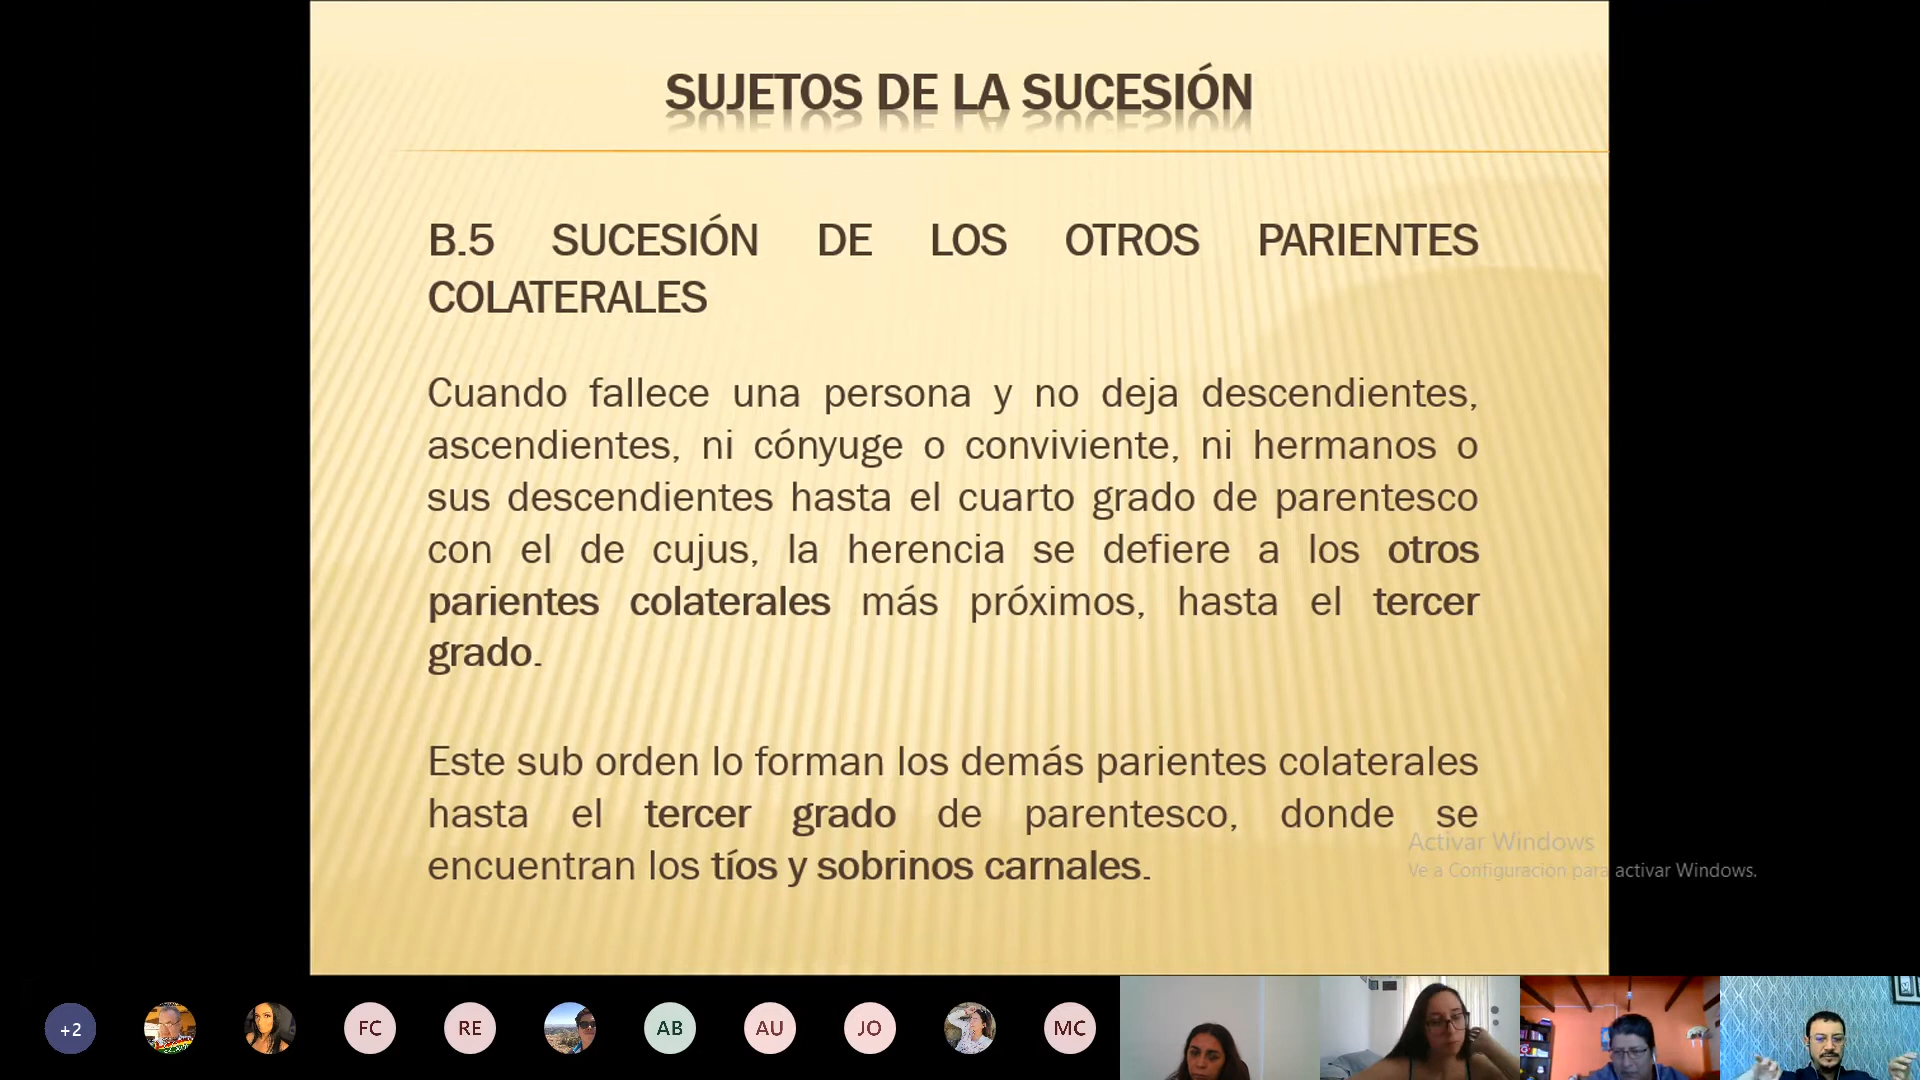 SUJETOS DE LA SUCESIÓN
B.5 SUCESIÓN DE LOS OTROS PARIENTES
COLATERALES
Cuando fallece una persona y no deja descendientes,
ascendientes, ni cónyuge o conviviente, ni hermanos o
sus descendientes hasta el cuarto grado de parentesco
con el de cujus, la herencia se defiere a los otros
parientes colaterales más próximos, hasta el tercer
grado.
Este sub orden lo forman los demás parientes colaterales
hasta el tercer grado de parentesco, donde se
encuentran los tíos y sobrinos carnales.
Activar Windows
Ve a Configuración para activar Windows.
+2
FC
RE
AB
AU
JO
MC